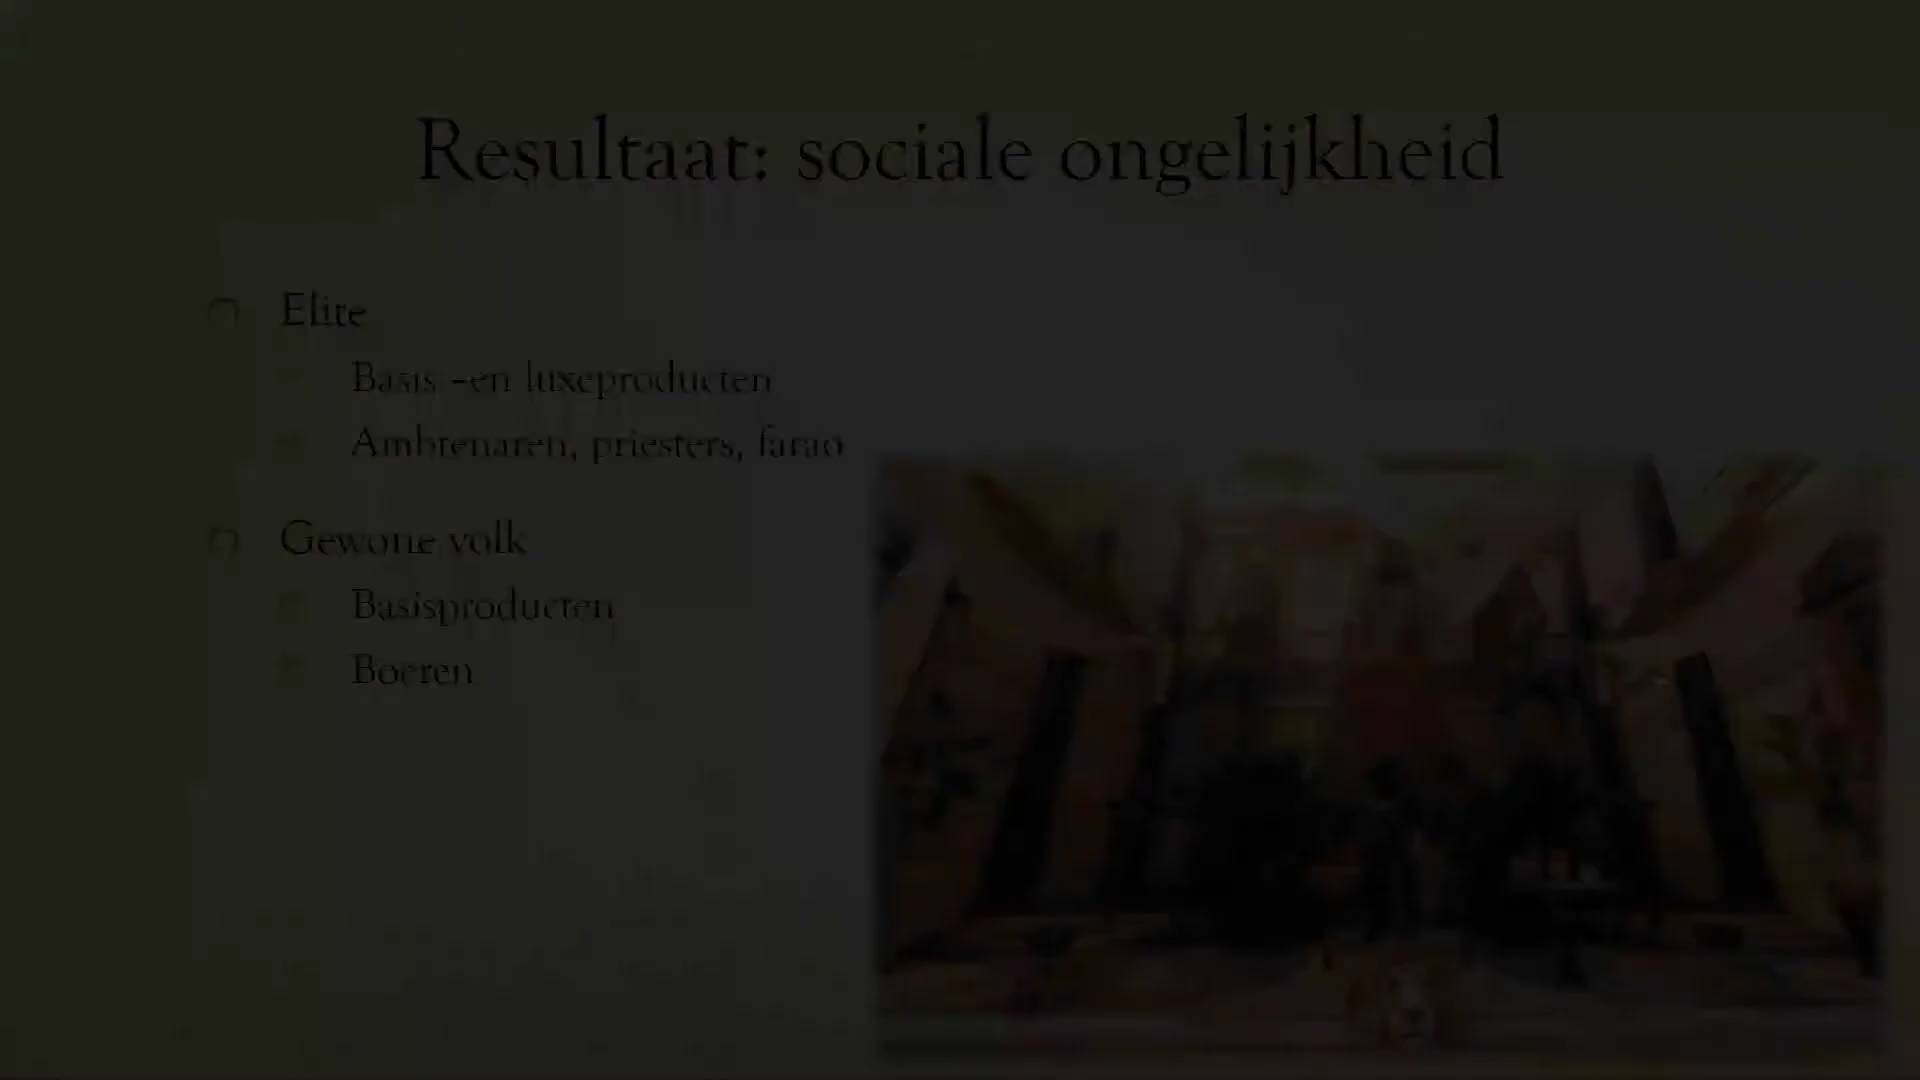 Resultaat: sociale ongelijkheid
Elite
Basis -en luxeproducten
Ambtenaren, priesters, farao
Gewone volk
Basisproducten
Boeren